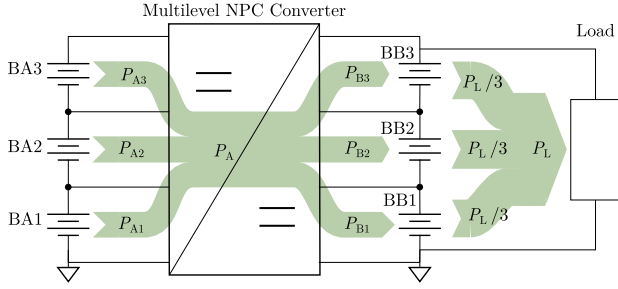 Multilevel NPC Converter
Load
BA3
P_A3
P_B3
BB3
P_L/3
BA2
P_A2
P_A
P_B2
BB2
P_L/3
P_L
BA1
P_A1
P_B1
BB1
P_L/3